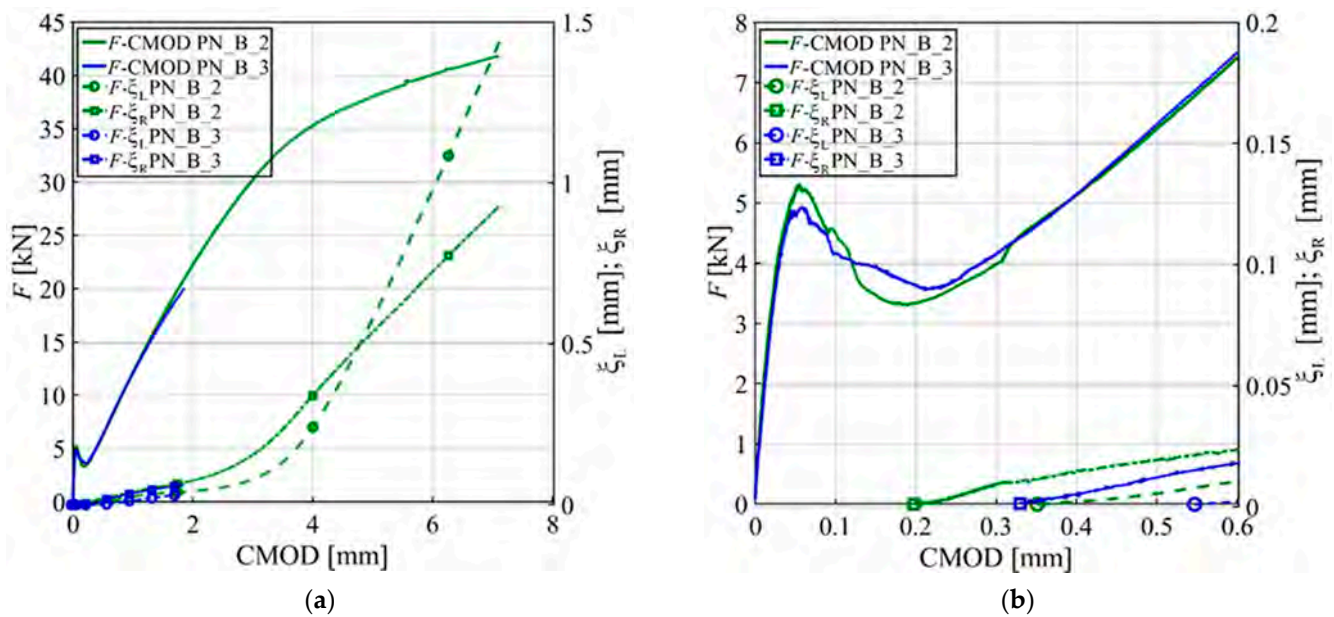 45
40
35
30
25
20
15
10
5
0
F [kN]
F-CMOD PN_B_2
F-CMOD PN_B_3
F-ξL PN_B_2
F-ξR PN_B_2
F-ξL PN_B_3
F-ξR PN_B_3
1.5
1
0.5
0
ξL [mm]; ξR [mm]
0 2 4 6 8
CMOD [mm]
(a)
8
7
6
5
4
3
2
1
0
F [kN]
F-CMOD PN_B_2
F-CMOD PN_B_3
F-ξL PN_B_2
F-ξR PN_B_2
F-ξL PN_B_3
F-ξR PN_B_3
0.2
0.15
0.1
0.05
0
ξL [mm]; ξR [mm]
0 0.1 0.2 0.3 0.4 0.5 0.6
CMOD [mm]
(b)